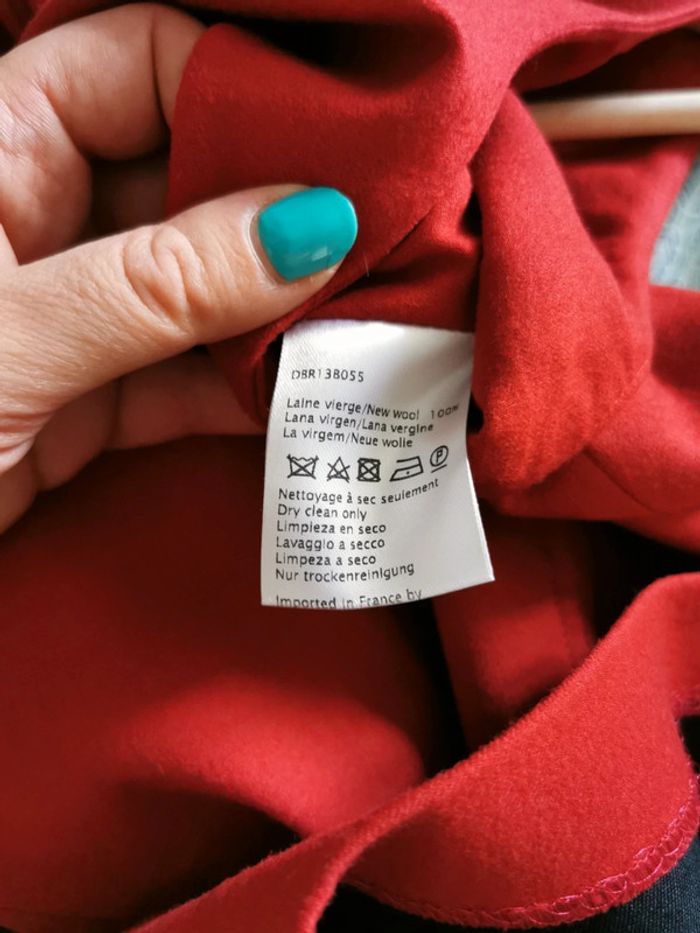 DBR13B055
Laine vierge/New Wool 100%
Lana virgen/Lana vergine
La virgem/Neue wolle
P
Nettoyage à sec seulement
Dry clean only
Limpieza en seco
Lavaggio a secco
Limpeza a seco
Nur trockenreinigung
Imported in France by